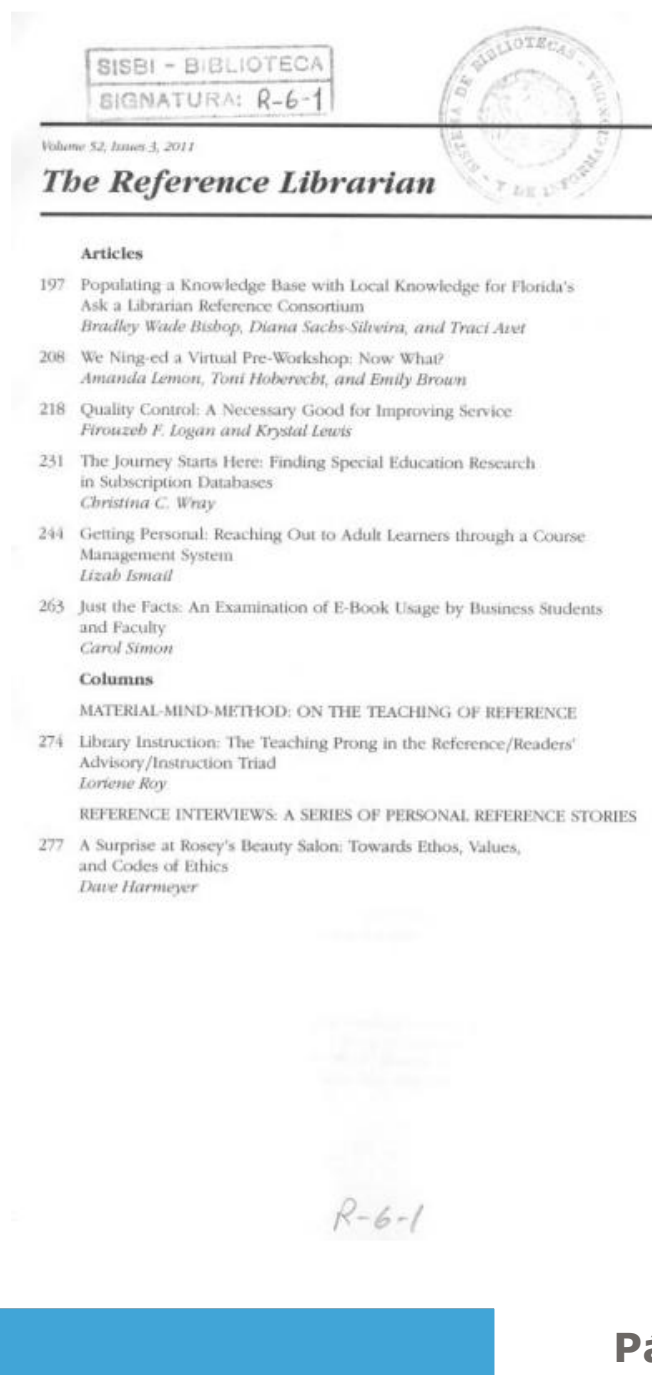 SISBI - BIBLIOTECA
SIGNATURA: R-6-1
SISTEMA DE BIBLIOTECAS
Y DE
Volume 52, Issues 3, 2011
The Reference Librarian
Articles
197 Populating a Knowledge Base with Local Knowledge for Florida's
Ask a Librarian Reference Consortium
Bradley Wade Bishop, Diana Sachs-Silveira, and Traci Avet
208 We Ning-ed a Virtual Pre-Workshop: Now What?
Amanda Lemon, Toni Hoberecht, and Emily Brown
218 Quality Control: A Necessary Good for Improving Service
Firouzeh F. Logan and Krystal Lewis
231 The Journey Starts Here: Finding Special Education Research
in Subscription Databases
Christina C. Wray
244 Getting Personal: Reaching Out to Adult Learners through a Course
Management System
Lizah Ismail
263 Just the Facts: An Examination of E-Book Usage by Business Students
and Faculty
Carol Simon
Columns
MATERIAL-MIND-METHOD: ON THE TEACHING OF REFERENCE
274 Library Instruction: The Teaching Prong in the Reference/Readers'
Advisory/Instruction Triad
Loriene Roy
REFERENCE INTERVIEWS: A SERIES OF PERSONAL REFERENCE STORIES
277 A Surprise at Rosey's Beauty Salon: Towards Ethos, Values,
and Codes of Ethics
Dave Harmeyer
R-6-1
Pá